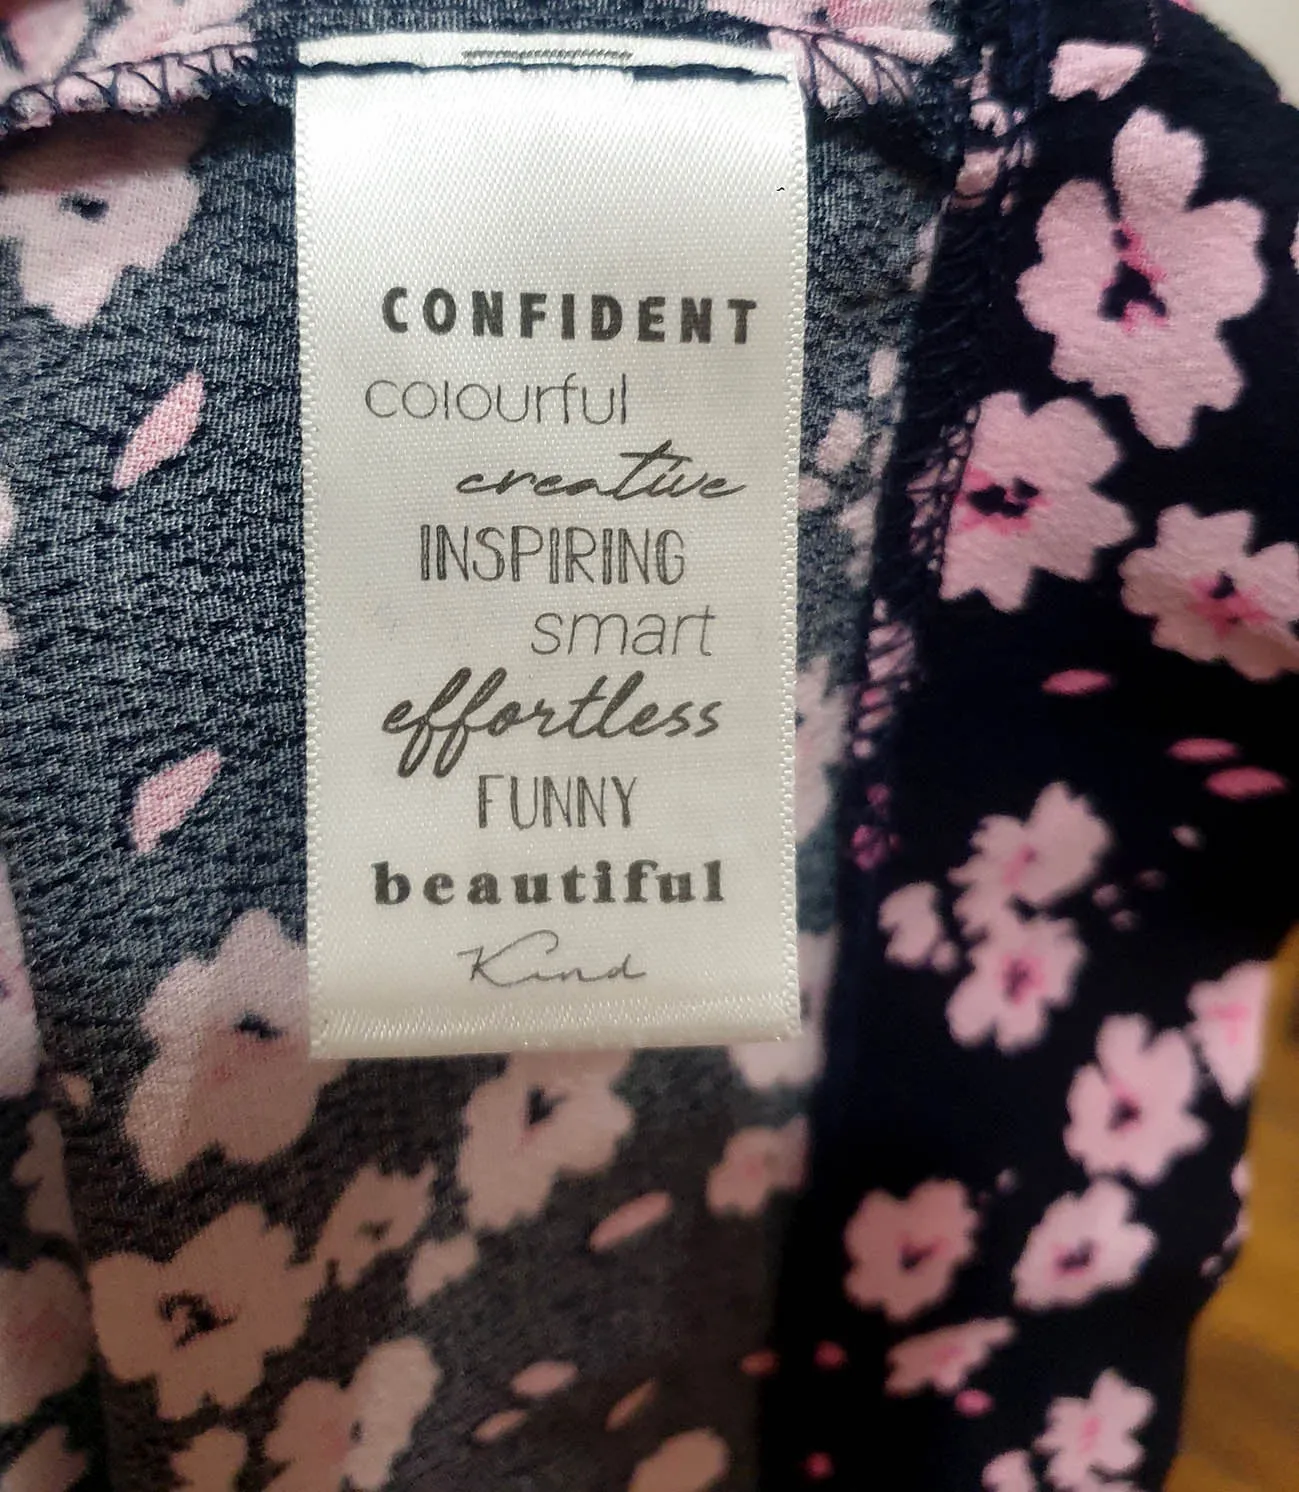 CONFIDENT
colourful
creative
INSPIRING
smart
effortless
FUNNY
beautiful
Kind